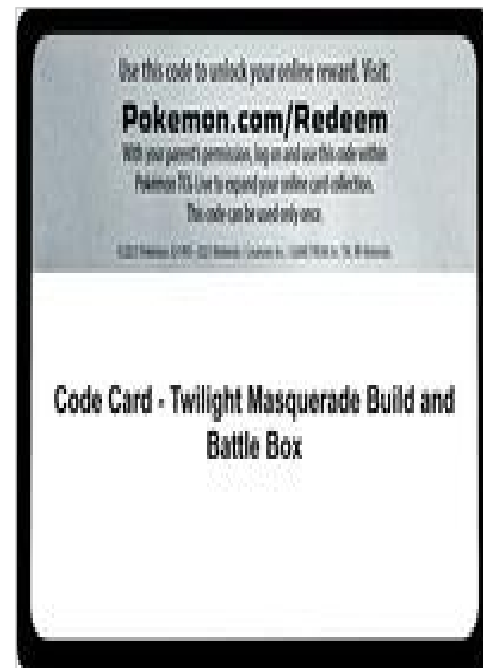 Use this code to unlock your online reward. Visit:
Pokemon.com/Redeem
With your parent's permission, log on and use this code within
Pokémon TCG Live to expand your online card collection.
This code can be used only once.
Code Card - Twilight Masquerade Build and
Battle Box